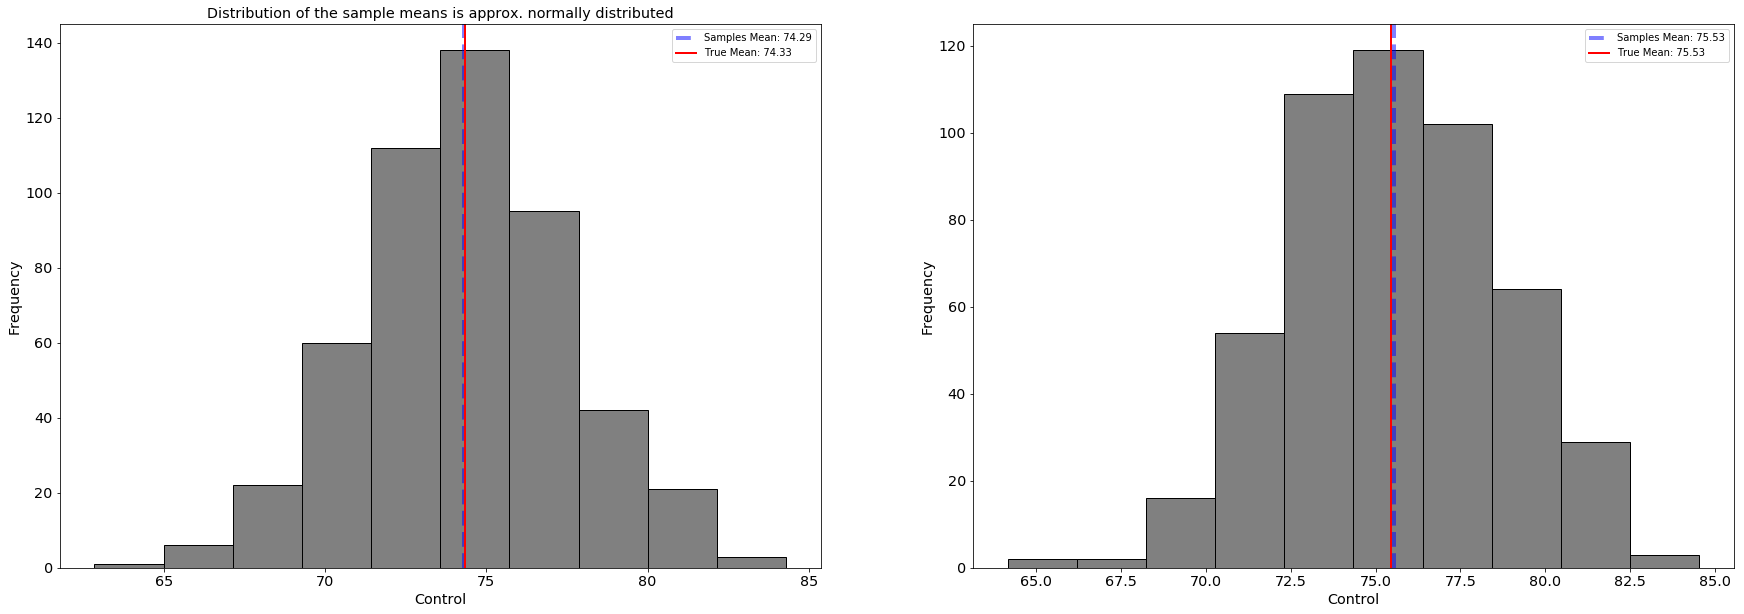 Distribution of the sample means is approx. normally distributed
Samples Mean: 74.29
True Mean: 74.33
140
120
100
80
60
40
20
0
Frequency
65 70 75 80 85
Control
Samples Mean: 75.53
True Mean: 75.53
120
100
80
60
40
20
0
Frequency
65.0 67.5 70.0 72.5 75.0 77.5 80.0 82.5 85.0
Control